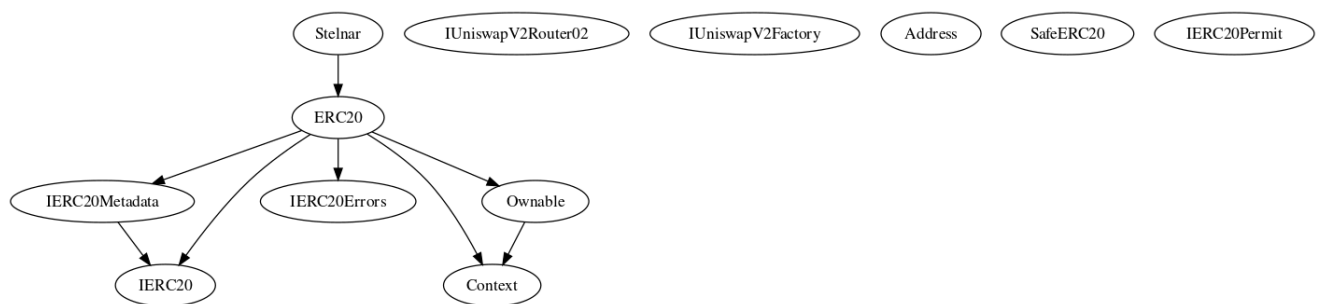 Stelnar IUniswapV2Router02 IUniswapV2Factory Address SafeERC20 IERC20Permit
ERC20
IERC20Metadata IERC20Errors Ownable
IERC20 Context